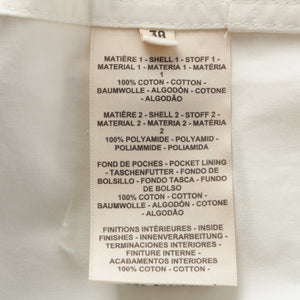 38
MATIÈRE 1 - SHELL 1 - STOFF 1 -
MATERIAL 1 - MATERIA 1 - MATÉRIA
1
100% COTON - COTTON -
BAUMWOLLE - ALGODÓN - COTONE
- ALGODÃO
MATIÈRE 2 - SHELL 2 - STOFF 2 -
MATERIAL 2 - MATERIA 2 - MATÉRIA
2
100% POLYAMIDE - POLYAMID -
POLIAMMIDE - POLIAMIDA
FOND DE POCHES - POCKET LINING
- TASCHENFUTTER - FONDO DE
BOLSILLO - FONDO TASCA - FUNDO
DE BOLSO
100% COTON - COTTON -
BAUMWOLLE - ALGODÓN - COTONE
- ALGODÃO
FINITIONS INTÉRIEURES - INSIDE
FINISHES - INNENVERARBEITUNG -
TERMINACIONES INTERIORES -
FINITURE INTERNE -
ACABAMENTOS INTERIORES
100% COTON - COTTON -